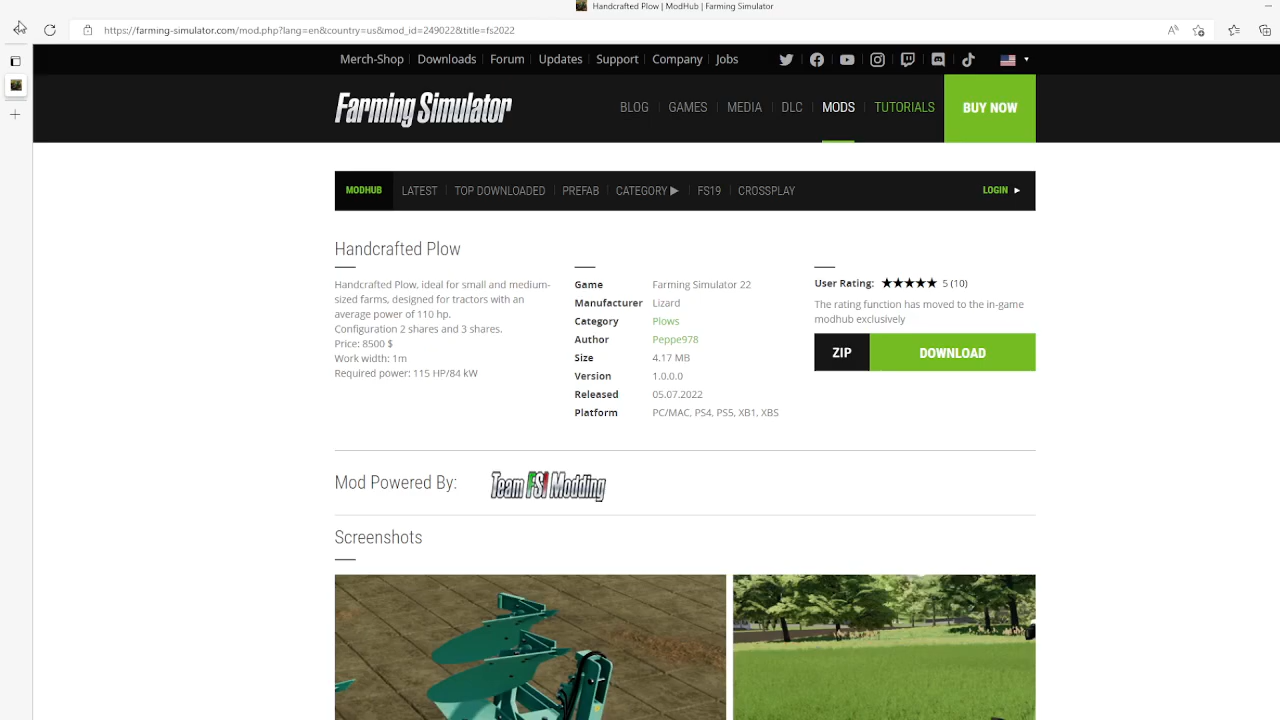 Handcrafted Plow | ModHub | Farming Simulator
https://farming-simulator.com/mod.php?lang=en&country=us&mod_id=249022&title=fs2022
Merch-Shop Downloads Forum Updates Support Company Jobs
Farming Simulator
BLOG GAMES MEDIA DLC MODS TUTORIALS BUY NOW
MODHUB LATEST TOP DOWNLOADED PREFAB CATEGORY ▶ FS19 CROSSPLAY LOGIN ►
Handcrafted Plow
Handcrafted Plow, ideal for small and medium-
sized farms, designed for tractors with an
average power of 110 hp.
Configuration 2 shares and 3 shares.
Price: 8500 $
Work width: 1m
Required power: 115 HP/84 kW
Game Farming Simulator 22
Manufacturer Lizard
Category Plows
Author Peppe978
Size 4.17 MB
Version 1.0.0.0
Released 05.07.2022
Platform PC/MAC, PS4, PS5, XB1, XBS
User Rating: ★★★★★ 5 (10)
The rating function has moved to the in-game
modhub exclusively
ZIP DOWNLOAD
Mod Powered By: Team FSI Modding
Screenshots